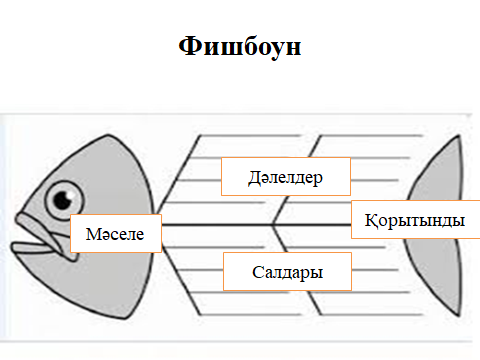 Фишбоун
Дәлелдер
Мәселе
Қорытынды
Салдары